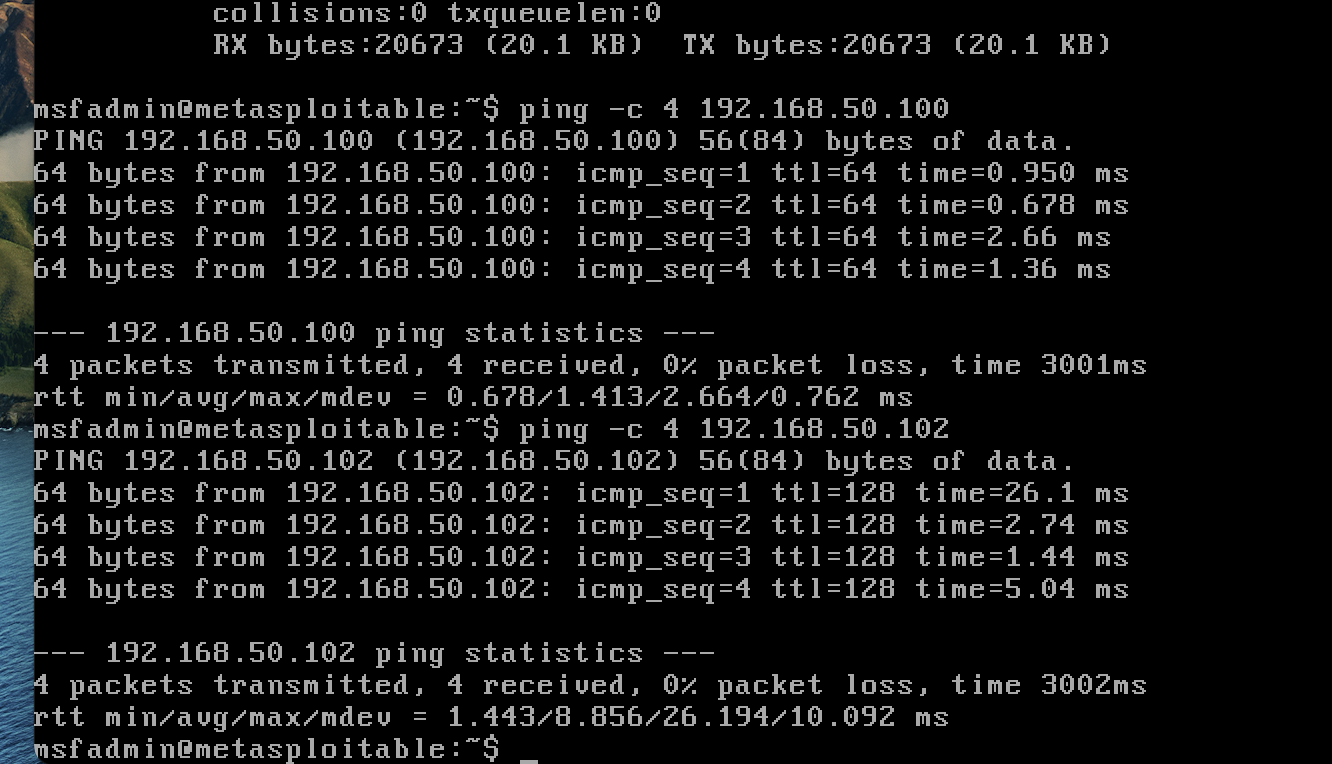 collisions:0 txqueuelen:0
RX bytes:20673 (20.1 KB)  TX bytes:20673 (20.1 KB)
msfadmin@metasploitable:~$ ping -c 4 192.168.50.100
PING 192.168.50.100 (192.168.50.100) 56(84) bytes of data.
64 bytes from 192.168.50.100: icmp_seq=1 ttl=64 time=0.950 ms
64 bytes from 192.168.50.100: icmp_seq=2 ttl=64 time=0.678 ms
64 bytes from 192.168.50.100: icmp_seq=3 ttl=64 time=2.66 ms
64 bytes from 192.168.50.100: icmp_seq=4 ttl=64 time=1.36 ms
--- 192.168.50.100 ping statistics ---
4 packets transmitted, 4 received, 0% packet loss, time 3001ms
rtt min/avg/max/mdev = 0.678/1.413/2.664/0.762 ms
msfadmin@metasploitable:~$ ping -c 4 192.168.50.102
PING 192.168.50.102 (192.168.50.102) 56(84) bytes of data.
64 bytes from 192.168.50.102: icmp_seq=1 ttl=128 time=26.1 ms
64 bytes from 192.168.50.102: icmp_seq=2 ttl=128 time=2.74 ms
64 bytes from 192.168.50.102: icmp_seq=3 ttl=128 time=1.44 ms
64 bytes from 192.168.50.102: icmp_seq=4 ttl=128 time=5.04 ms
--- 192.168.50.102 ping statistics ---
4 packets transmitted, 4 received, 0% packet loss, time 3002ms
rtt min/avg/max/mdev = 1.443/8.856/26.194/10.092 ms
msfadmin@metasploitable:~$ _